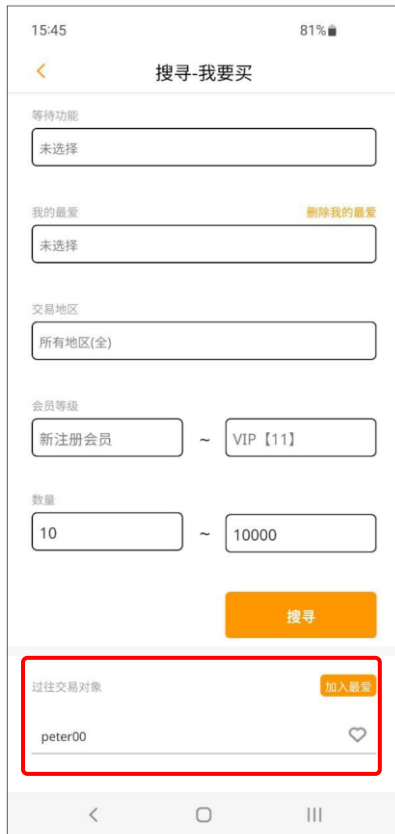 15:45 81%
搜寻-我要买
等待功能
未选择
我的最爱 删除我的最爱
未选择
交易地区
所有地区(全)
会员等级
新注册会员 ~ VIP【11】
数量
10 ~ 10000
搜寻
过往交易对象 加入最爱
peter00